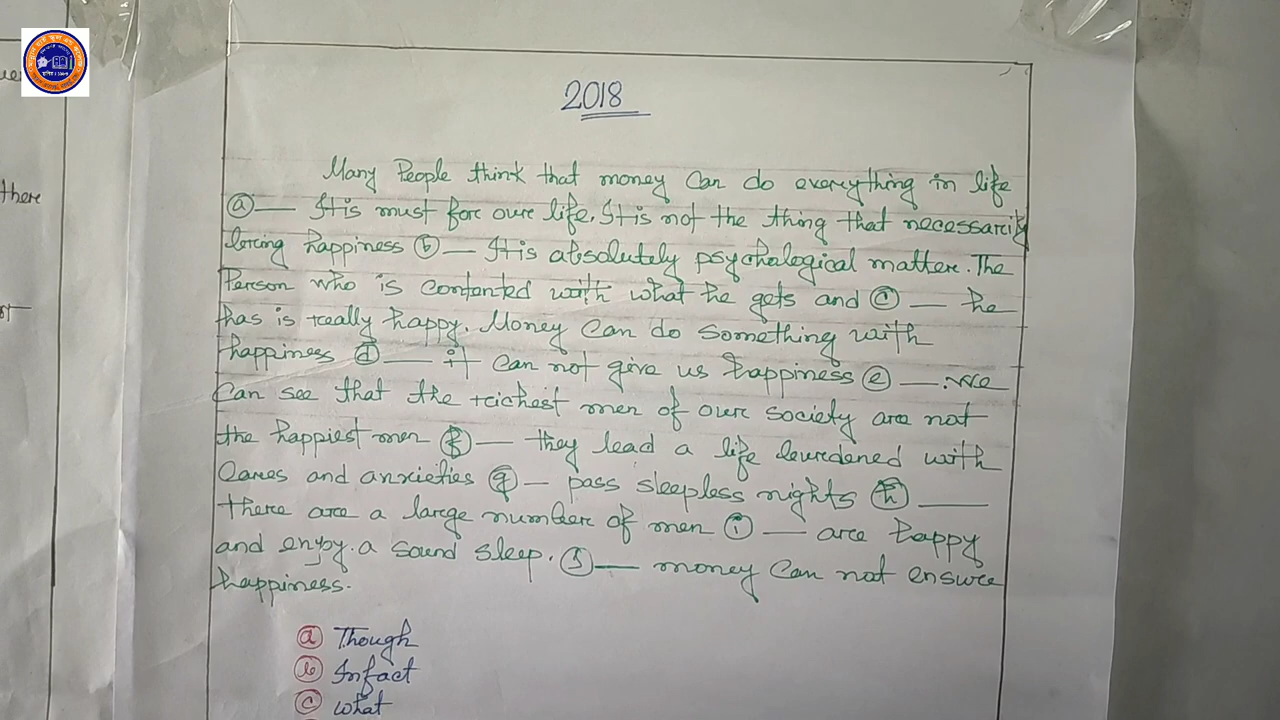 2018
Many People think that money can do everything in life
ⓐ — It is must for our life. It is not the thing that necessarily
bring happiness ⓑ — It is absolutely psychological matter. The
Person who is contented with what he gets and ⓒ — he
has is really happy. Money can do something with
happiness ⓓ — it can not give us happiness ⓔ —. We
Can see that the richest men of our society are not
the happiest men ⓕ — they lead a life burdened with
Cares and anxieties ⓖ — pass sleepless nights ⓗ —
there are a large number of men ⓘ — are happy
and enjoy. a sound sleep. ⓙ — money can not ensure
happiness.
ⓐ Though
ⓑ Infact
ⓒ what
there